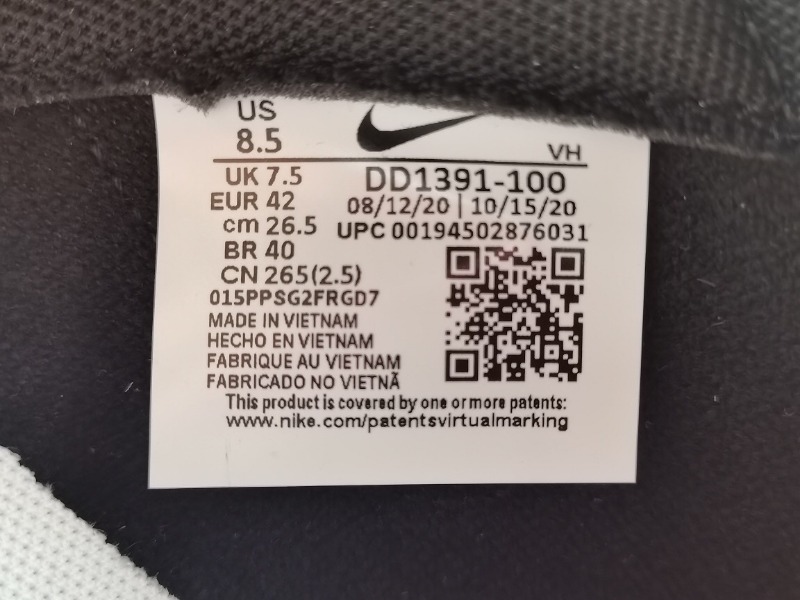 US
8.5
VH
UK 7.5
EUR 42
cm 26.5
BR 40
CN 265(2.5)
015PPSG2FRGD7
DD1391-100
08/12/20 | 10/15/20
UPC 00194502876031
MADE IN VIETNAM
HECHO EN VIETNAM
FABRIQUE AU VIETNAM
FABRICADO NO VIETNÃ
This product is covered by one or more patents:
www.nike.com/patentsvirtualmarking